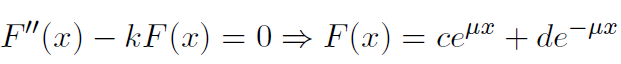 F''(x) − kF(x) = 0 ⇒ F(x) = ce^{μx} + de^{−μx}